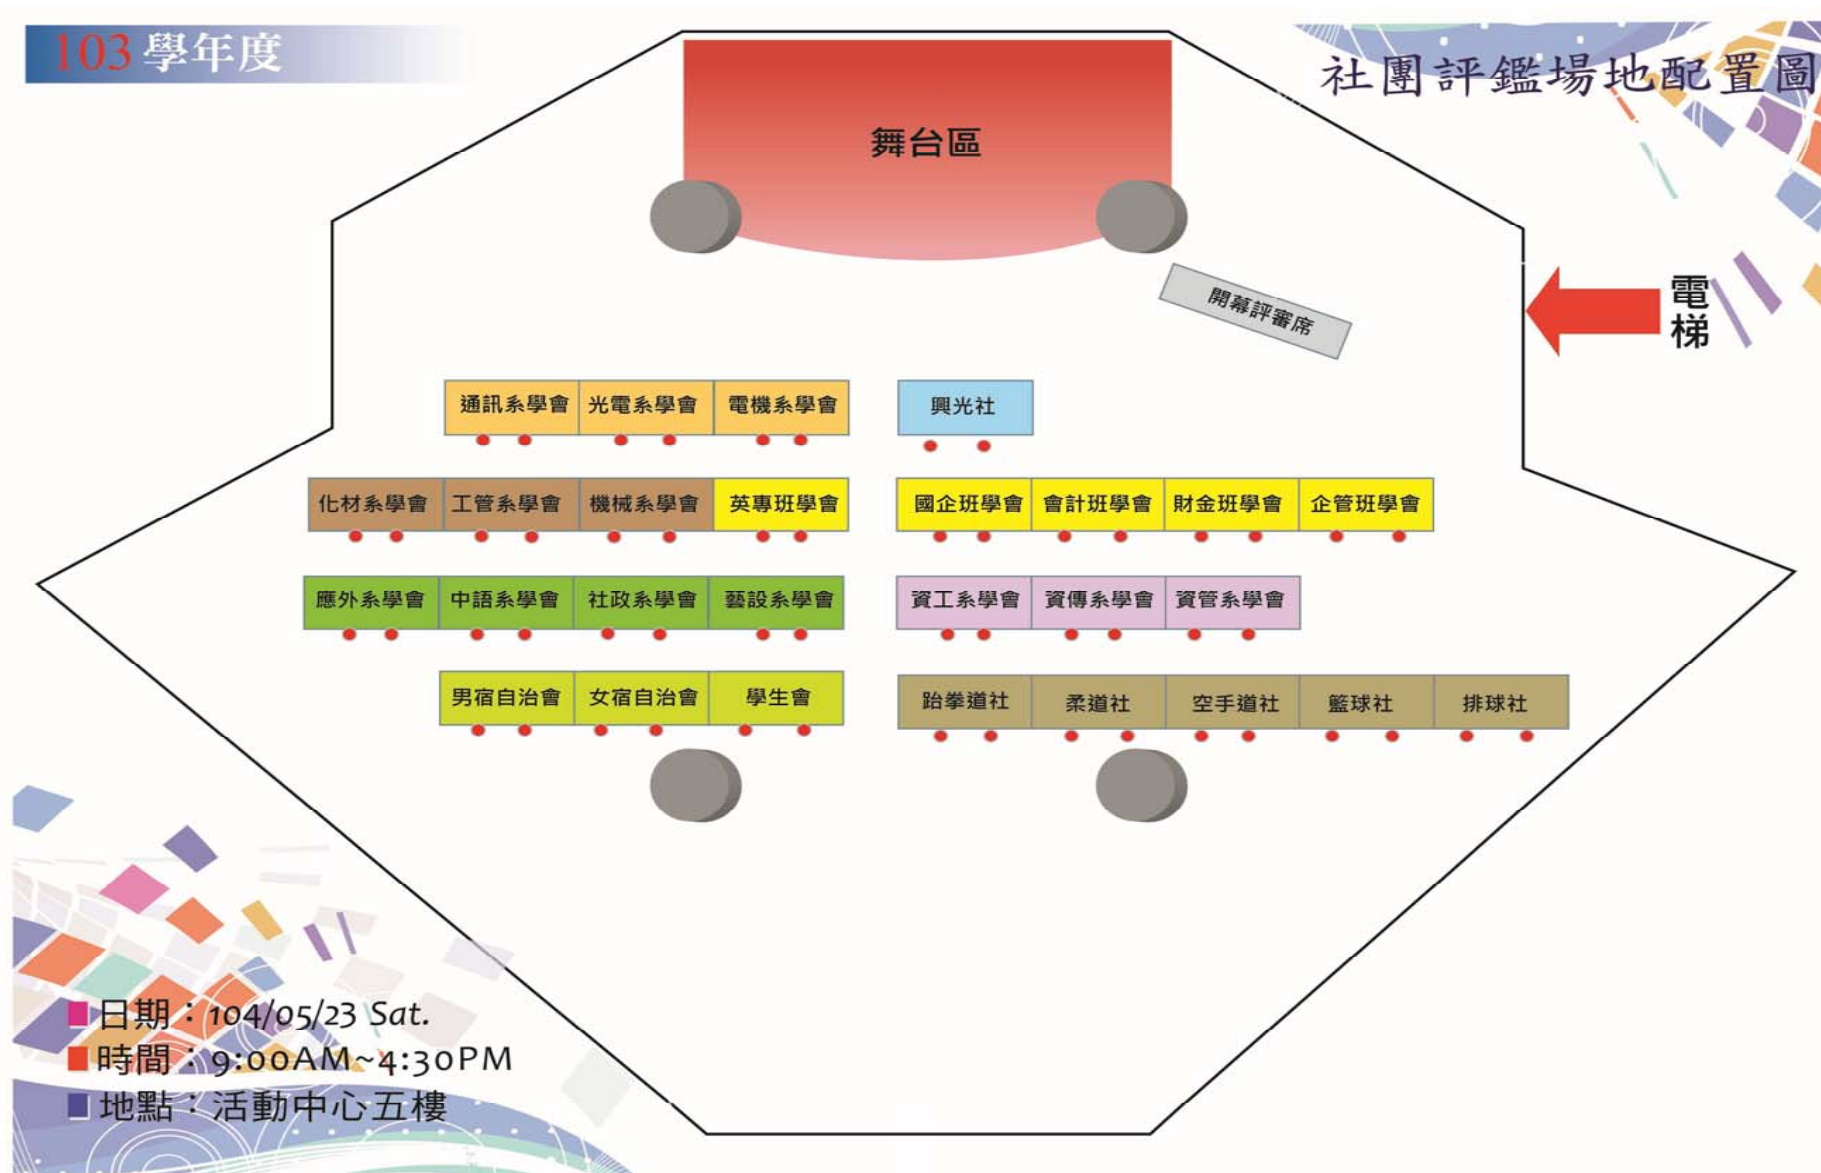 103學年度
社團評鑑場地配置圖
舞台區
開幕評審席
電梯
通訊系學會 光電系學會 電機系學會 興光社
化材系學會 工管系學會 機械系學會 英專班學會 國企班學會 會計班學會 財金班學會 企管班學會
應外系學會 中語系學會 社政系學會 藝設系學會 資工系學會 資傳系學會 資管系學會
男宿自治會 女宿自治會 學生會 跆拳道社 柔道社 空手道社 籃球社 排球社
日期：104/05/23 Sat.
時間：9:00AM~4:30PM
地點：活動中心五樓